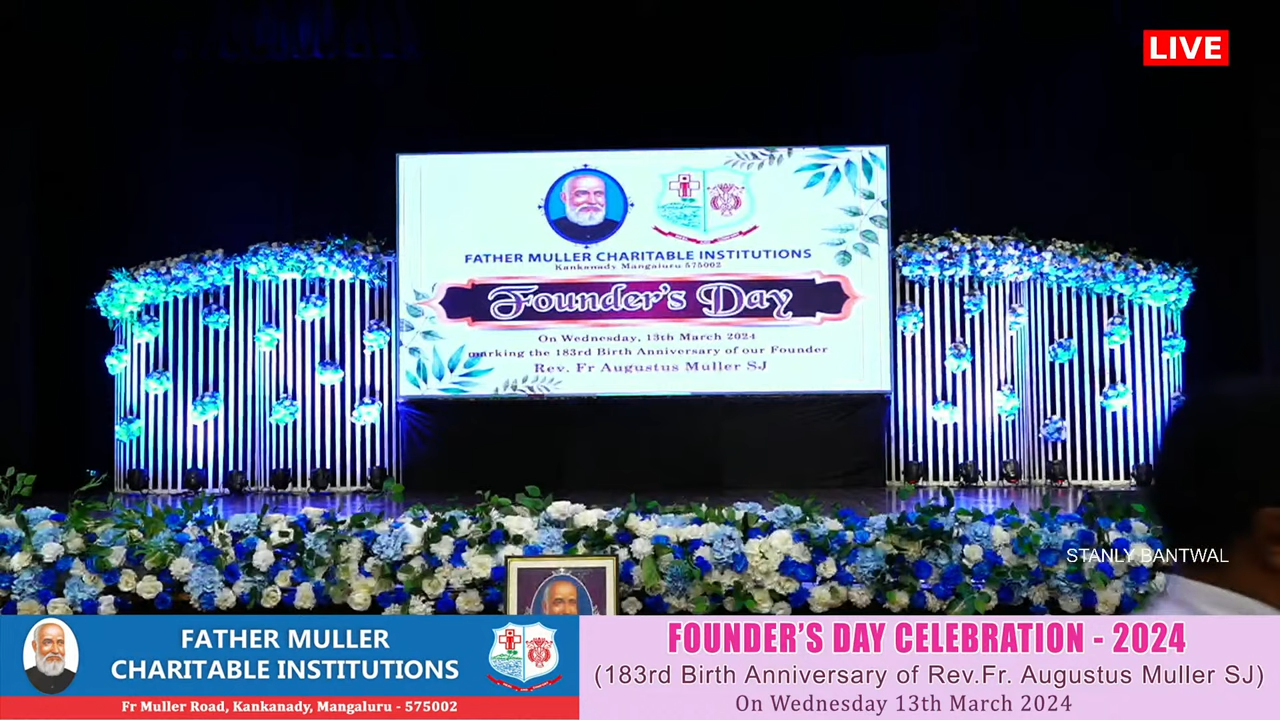 LIVE
FATHER MULLER CHARITABLE INSTITUTIONS
Kankanady Mangaluru 575002
Founder's Day
On Wednesday, 13th March 2024
marking the 183rd Birth Anniversary of our Founder
Rev. Fr Augustus Muller SJ
STANLY BANTWAL
FATHER MULLER
CHARITABLE INSTITUTIONS
Fr Muller Road, Kankanady, Mangaluru - 575002
FOUNDER'S DAY CELEBRATION - 2024
(183rd Birth Anniversary of Rev.Fr. Augustus Muller SJ)
On Wednesday 13th March 2024